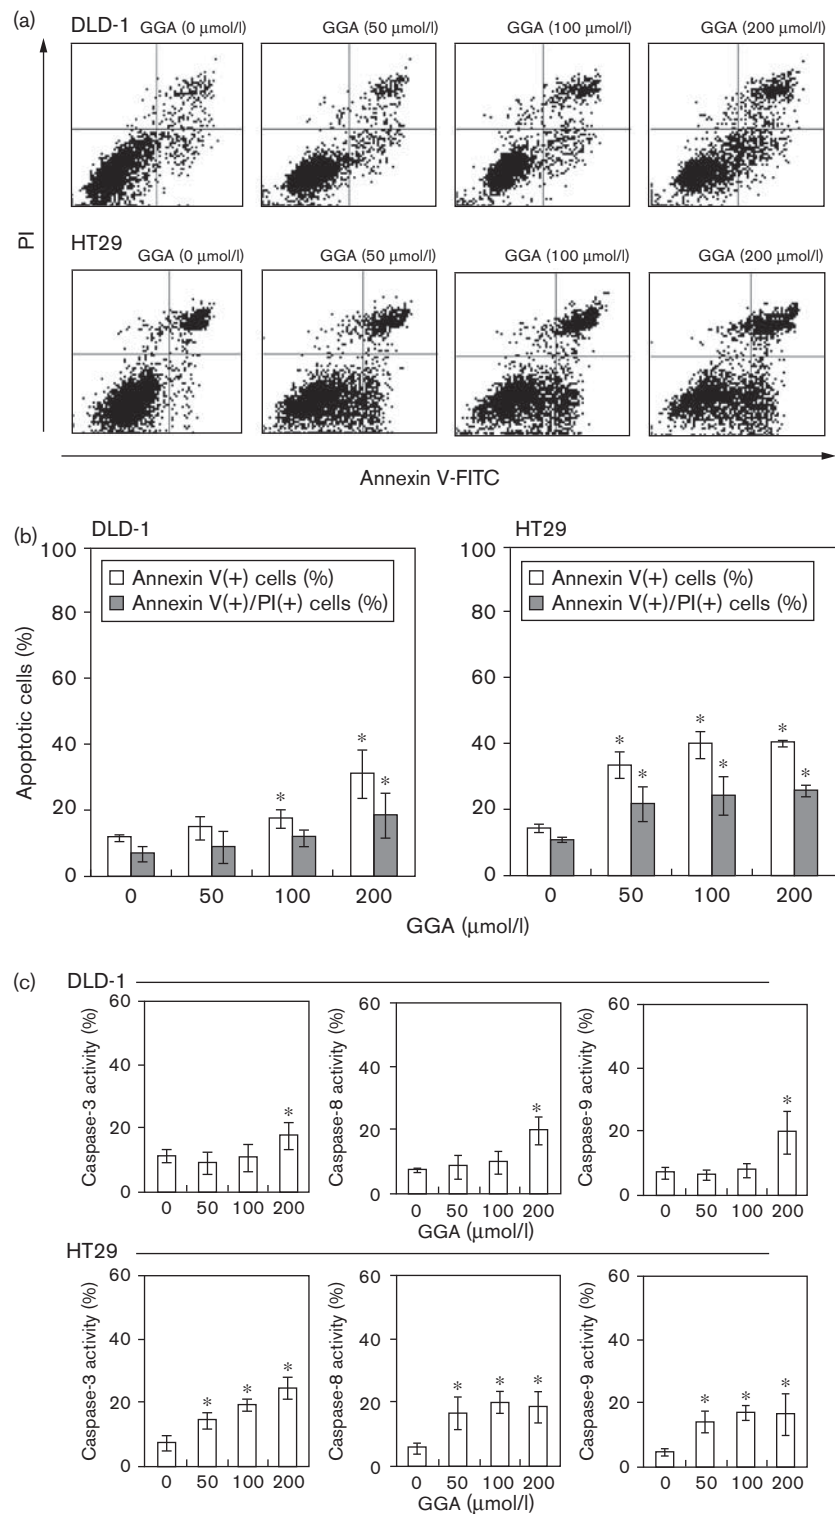 (a)
DLD-1
GGA (0 μmol/l) GGA (50 μmol/l) GGA (100 μmol/l) GGA (200 μmol/l)
HT29
GGA (0 μmol/l) GGA (50 μmol/l) GGA (100 μmol/l) GGA (200 μmol/l)
PI
Annexin V-FITC
(b)
DLD-1
100
80
60
40
20
0
Apoptotic cells (%)
Annexin V(+) cells (%)
Annexin V(+)/PI(+) cells (%)
* * *
0 50 100 200
HT29
100
80
60
40
20
0
Annexin V(+) cells (%)
Annexin V(+)/PI(+) cells (%)
* * * * * *
0 50 100 200
GGA (μmol/l)
(c)
DLD-1
Caspase-3 activity (%)
60
40
20
0
*
0 50 100 200
Caspase-8 activity (%)
60
40
20
0
*
0 50 100 200
Caspase-9 activity (%)
60
40
20
0
*
0 50 100 200
GGA (μmol/l)
HT29
Caspase-3 activity (%)
60
40
20
0
* * *
0 50 100 200
Caspase-8 activity (%)
60
40
20
0
* * *
0 50 100 200
Caspase-9 activity (%)
60
40
20
0
* * *
0 50 100 200
GGA (μmol/l)